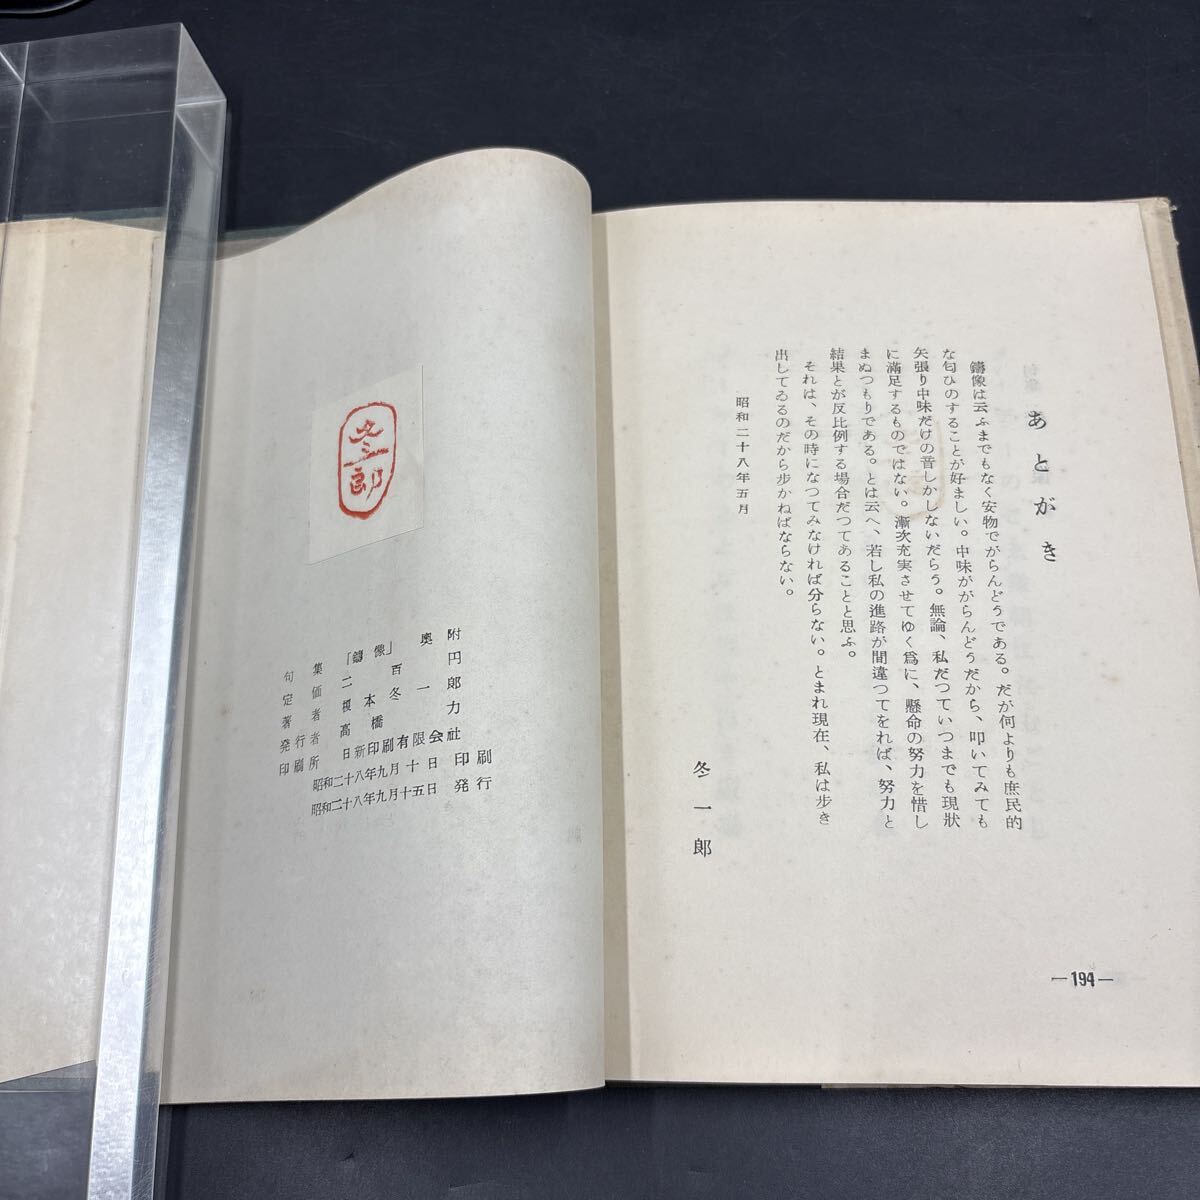 あとがき
鑄像は云ふまでもなく安物でがらんどうである。だが何よりも庶民的
な匂ひのすることが好ましい。中味ががらんどうだから、叩いてみても
矢張り中味だけの音しかしないだらう。無論、私だつていつまでも現狀
に滿足するものではない。漸次充実させてゆく爲に、懸命の努力を惜し
まぬつもりである。とは云へ、若し私の進路が間違つてをれば、努力と
結果とが反比例する場合だつてあることと思ふ。
それは、その時になつてみなければ分らない。とまれ現在、私は歩き
出してゐるのだから歩かねばならない。
昭和二十八年五月
冬一郎
—194—
冬一郎
句集「鑄像」奥附
定価 二百円
著者 榎本冬一郎
発行者 高橋力
印刷所 日新印刷有限会社
昭和二十八年九月十日印刷
昭和二十八年九月十五日発行